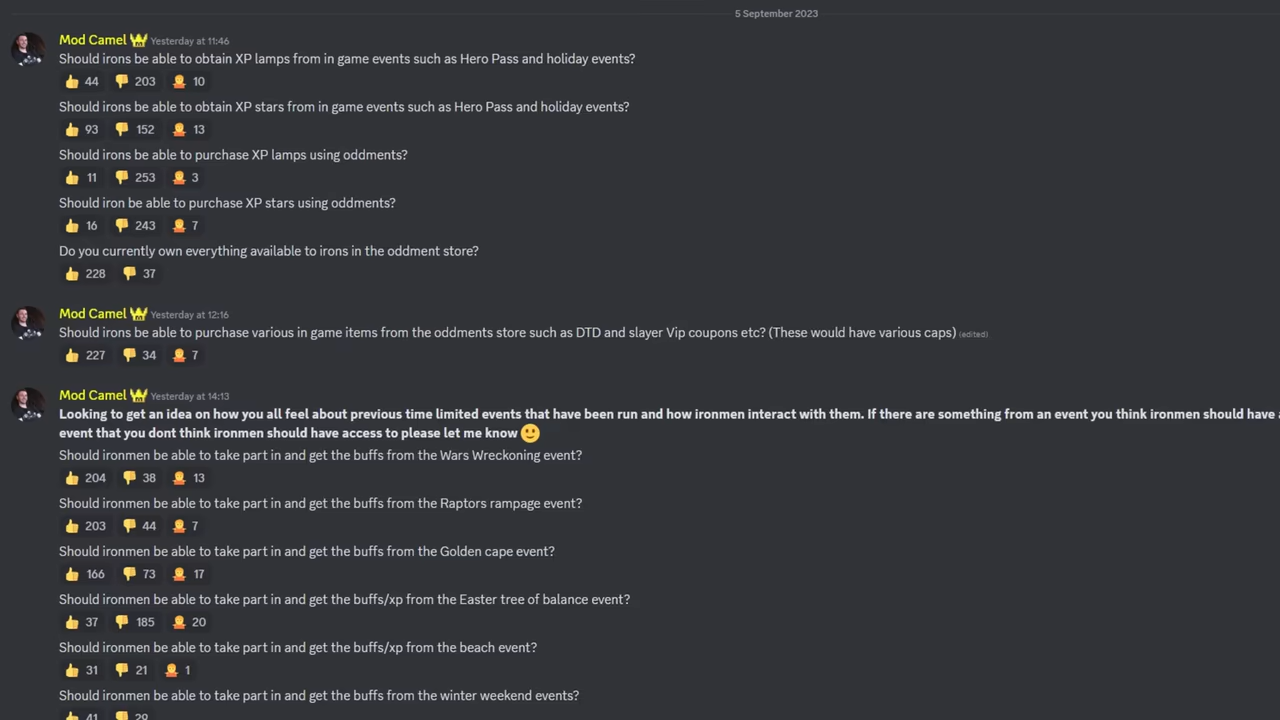 5 September 2023
Mod Camel Yesterday at 11:46
Should irons be able to obtain XP lamps from in game events such as Hero Pass and holiday events?
44 203 10
Should irons be able to obtain XP stars from in game events such as Hero Pass and holiday events?
93 152 13
Should irons be able to purchase XP lamps using oddments?
11 253 3
Should iron be able to purchase XP stars using oddments?
16 243 7
Do you currently own everything available to irons in the oddment store?
228 37
Mod Camel Yesterday at 12:16
Should irons be able to purchase various in game items from the oddments store such as DTD and slayer Vip coupons etc? (These would have various caps) (edited)
227 34 7
Mod Camel Yesterday at 14:13
Looking to get an idea on how you all feel about previous time limited events that have been run and how ironmen interact with them. If there are something from an event you think ironmen should have
event that you dont think ironmen should have access to please let me know
Should ironmen be able to take part in and get the buffs from the Wars Wreckoning event?
204 38 13
Should ironmen be able to take part in and get the buffs from the Raptors rampage event?
203 44 7
Should ironmen be able to take part in and get the buffs from the Golden cape event?
166 73 17
Should ironmen be able to take part in and get the buffs/xp from the Easter tree of balance event?
37 185 20
Should ironmen be able to take part in and get the buffs/xp from the beach event?
31 21 1
Should ironmen be able to take part in and get the buffs from the winter weekend events?
41